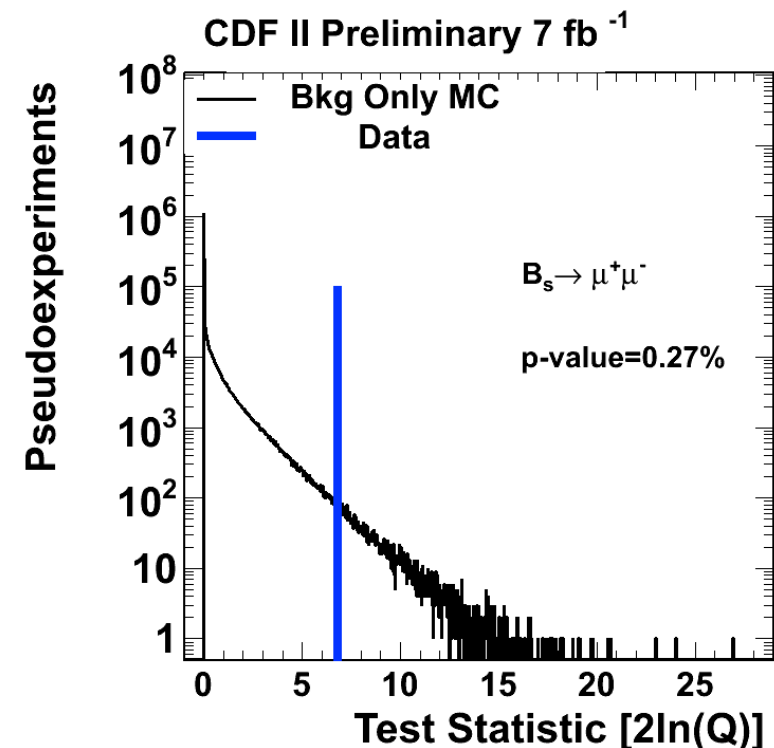 CDF II Preliminary 7 fb⁻¹
Pseudoexperiments
10⁸
Bkg Only MC
10⁷
Data
10⁶
Bₛ→ μ⁺μ⁻
10⁵
10⁴
p-value=0.27%
10³
10²
10
1
0 5 10 15 20 25
Test Statistic [2ln(Q)]